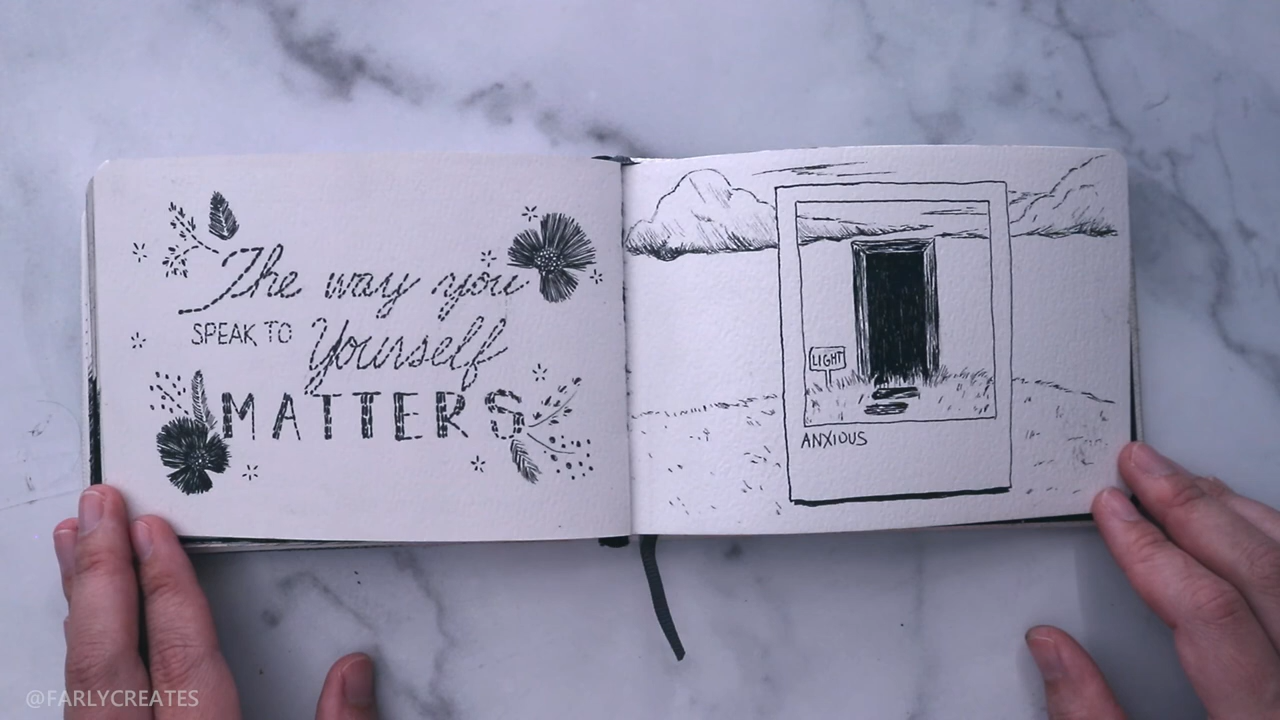 The way you
SPEAK TO Yourself
MATTERS
LIGHT
ANXIOUS
@FARLYCREATES